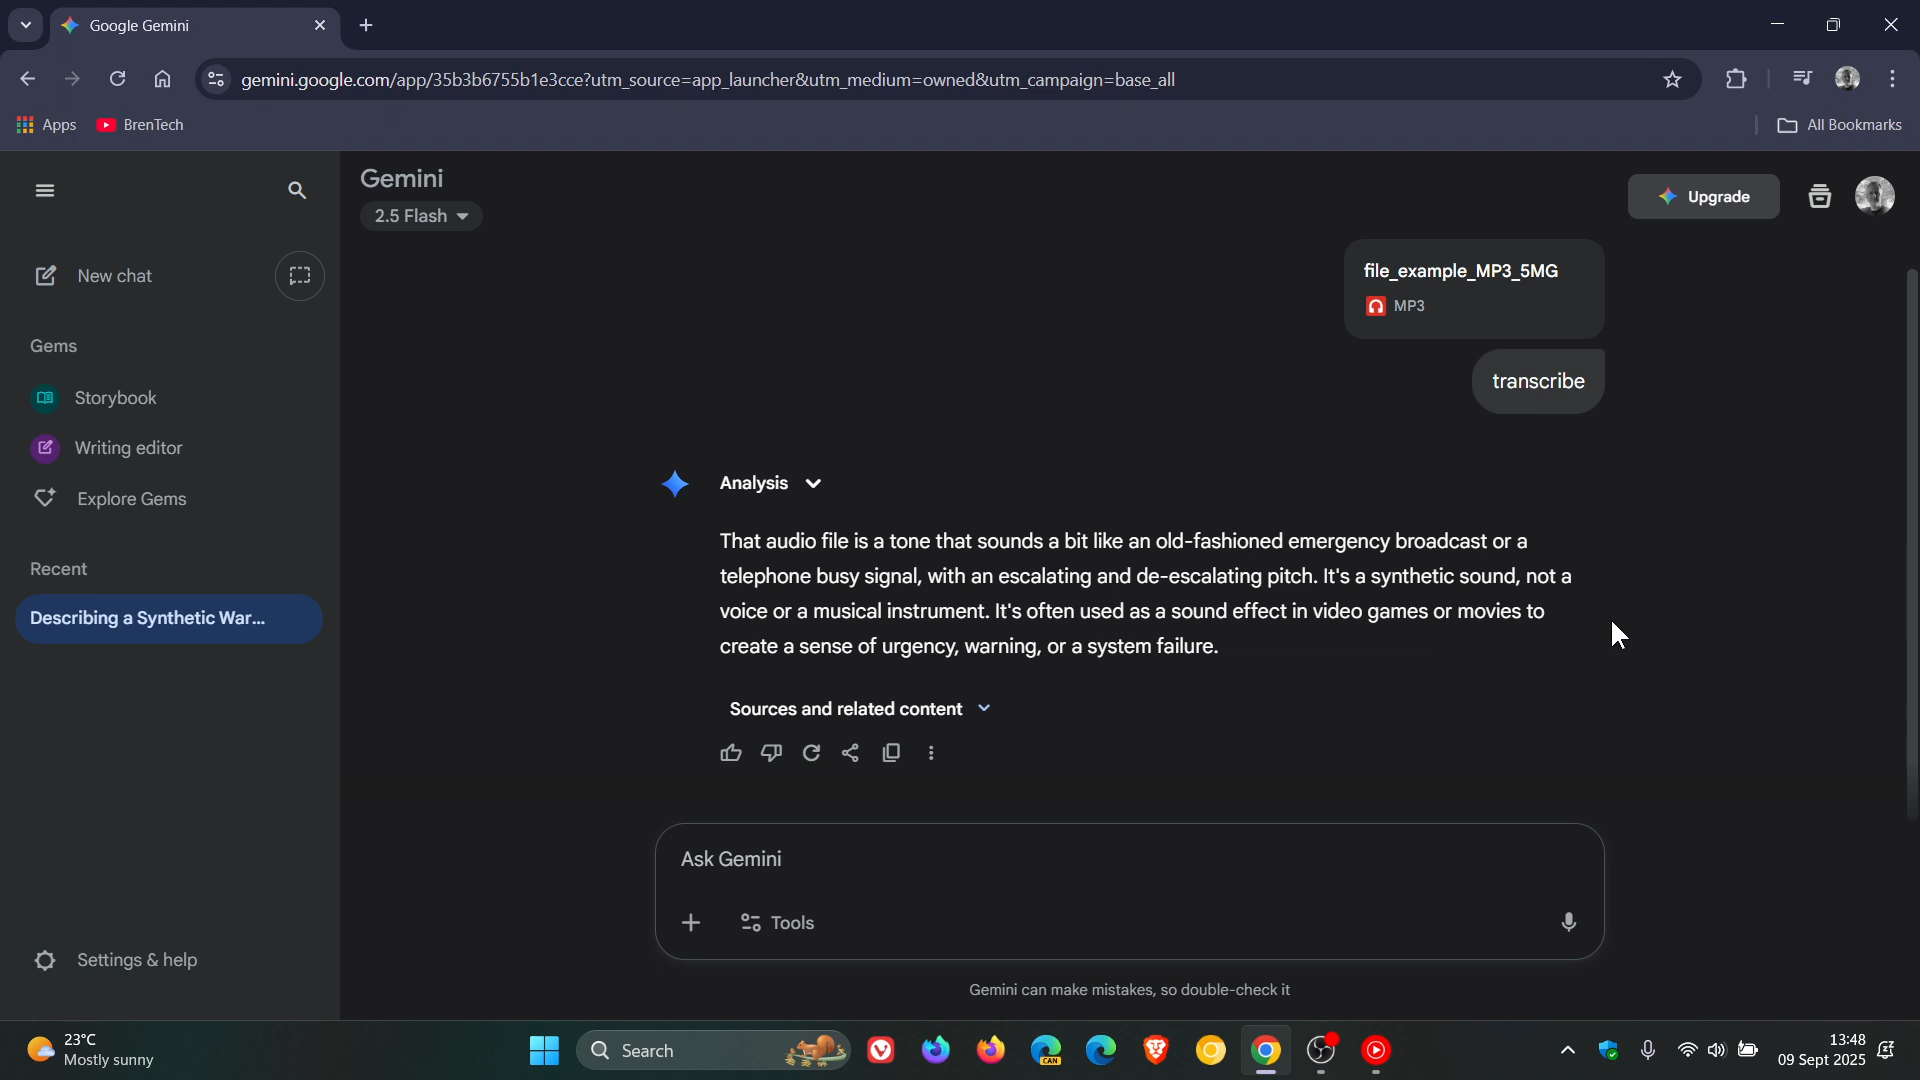 Google Gemini
gemini.google.com/app/35b3b6755b1e3cce?utm_source=app_launcher&utm_medium=owned&utm_campaign=base_all
Apps
BrenTech
All Bookmarks
Gemini
2.5 Flash
Upgrade
New chat
Gems
Storybook
Writing editor
Explore Gems
Recent
Describing a Synthetic War...
Settings & help
file_example_MP3_5MG
MP3
transcribe
Analysis
That audio file is a tone that sounds a bit like an old-fashioned emergency broadcast or a
telephone busy signal, with an escalating and de-escalating pitch. It's a synthetic sound, not a
voice or a musical instrument. It's often used as a sound effect in video games or movies to
create a sense of urgency, warning, or a system failure.
Sources and related content
Ask Gemini
Tools
Gemini can make mistakes, so double-check it
23°C
Mostly sunny
Search
CAN
13:48
09 Sept 2025